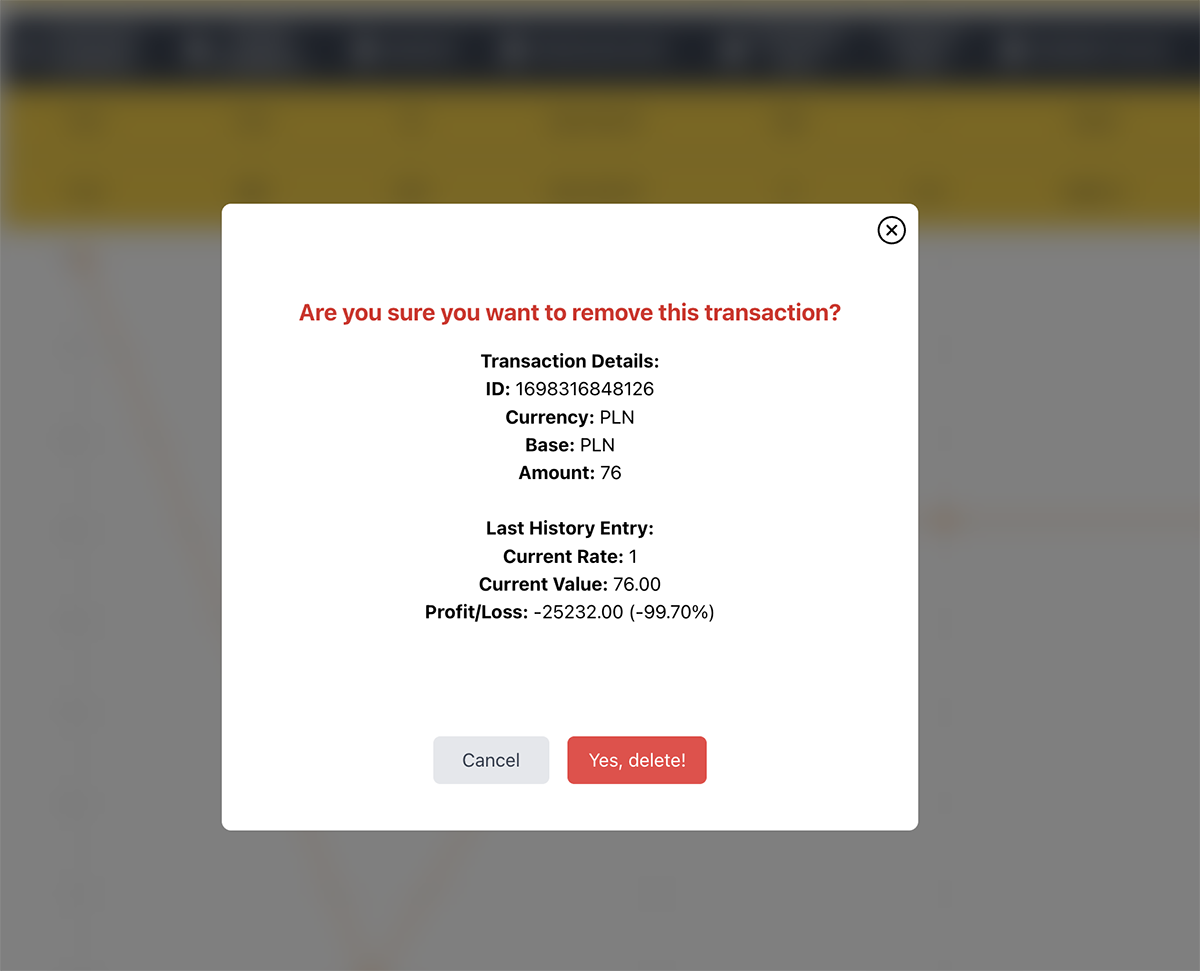 Are you sure you want to remove this transaction?
Transaction Details:
ID: 1698316848126
Currency: PLN
Base: PLN
Amount: 76
Last History Entry:
Current Rate: 1
Current Value: 76.00
Profit/Loss: -25232.00 (-99.70%)
Cancel
Yes, delete!